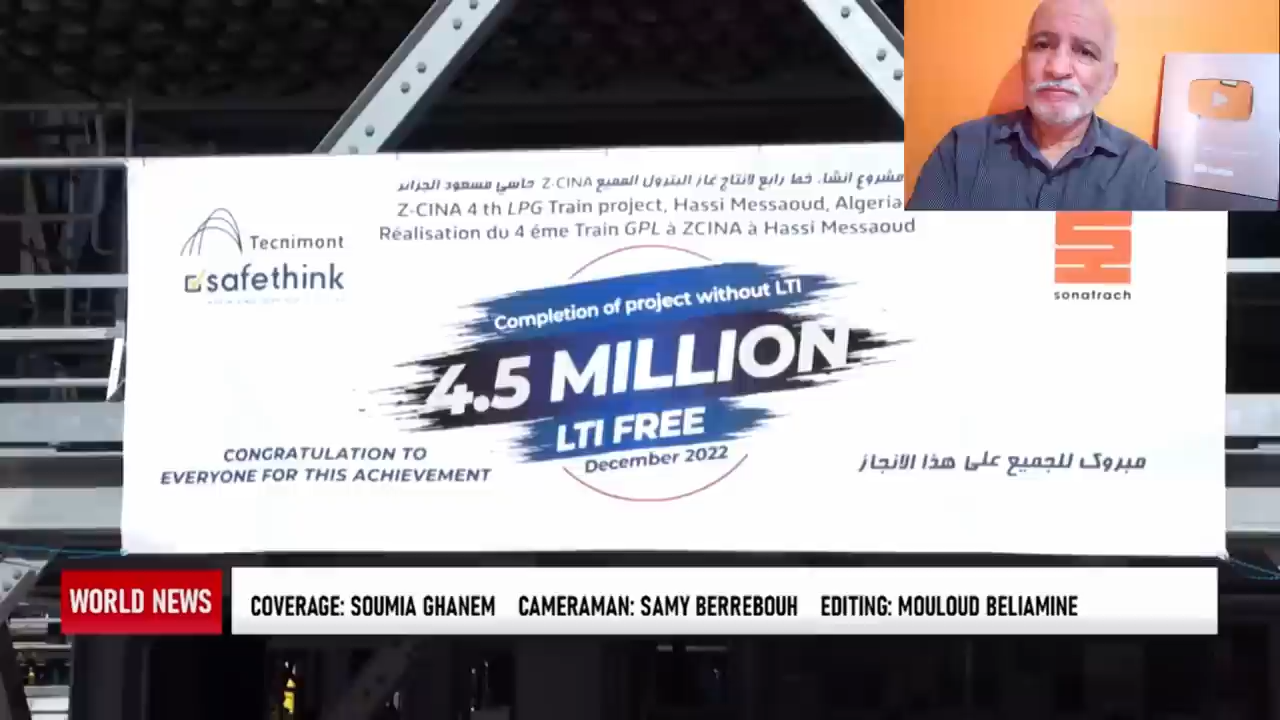 مشروع انشاء خط رابع لانتاج غاز البترول المميع Z-CINA حاسي مسعود الجزائر
Z-CINA 4 th LPG Train project, Hassi Messaoud, Algeria
Réalisation du 4 éme Train GPL à ZCINA à Hassi Messaoud
Tecnimont
safethink
sonatrach
Completion of project without LTI
4.5 MILLION
LTI FREE
December 2022
CONGRATULATION TO
EVERYONE FOR THIS ACHIEVEMENT
مبروك للجميع على هذا الانجاز
WORLD NEWS
COVERAGE: SOUMIA GHANEM CAMERAMAN: SAMY BERREBOUH EDITING: MOULOUD BELIAMINE